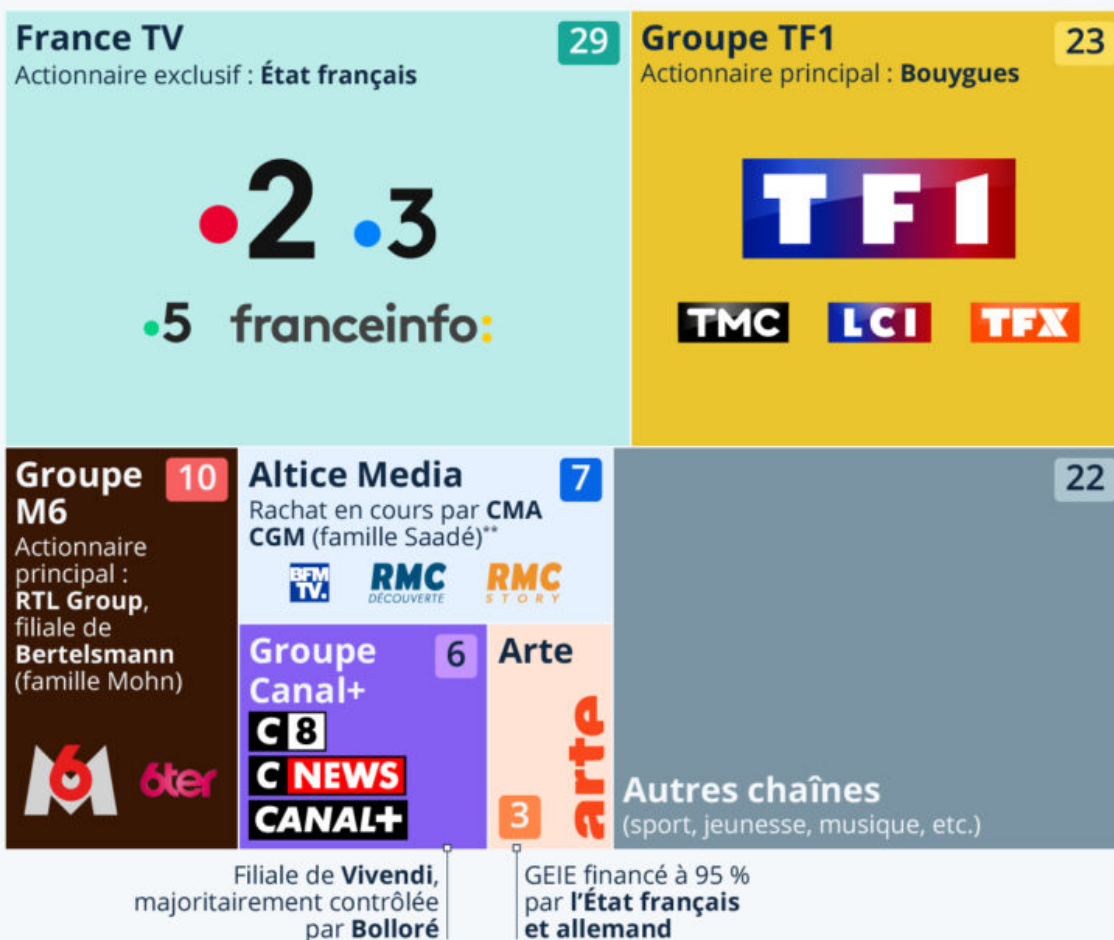 France TV
29
Actionnaire exclusif : État français
2 3
5 franceinfo:
Groupe TF1
23
Actionnaire principal : Bouygues
TF1
TMC LCI TFX
Groupe
M6
10
Actionnaire
principal :
RTL Group,
filiale de
Bertelsmann
(famille Mohn)
M6 6ter
Altice Media
7
Rachat en cours par CMA
CGM (famille Saadé)**
BFM
TV.
RMC
DÉCOUVERTE
RMC
STORY
Groupe
Canal+
6
C8
CNEWS
CANAL+
Arte
arte
3
22
Autres chaînes
(sport, jeunesse, musique, etc.)
Filiale de Vivendi,
majoritairement contrôlée
par Bolloré
GEIE financé à 95 %
par l'État français
et allemand